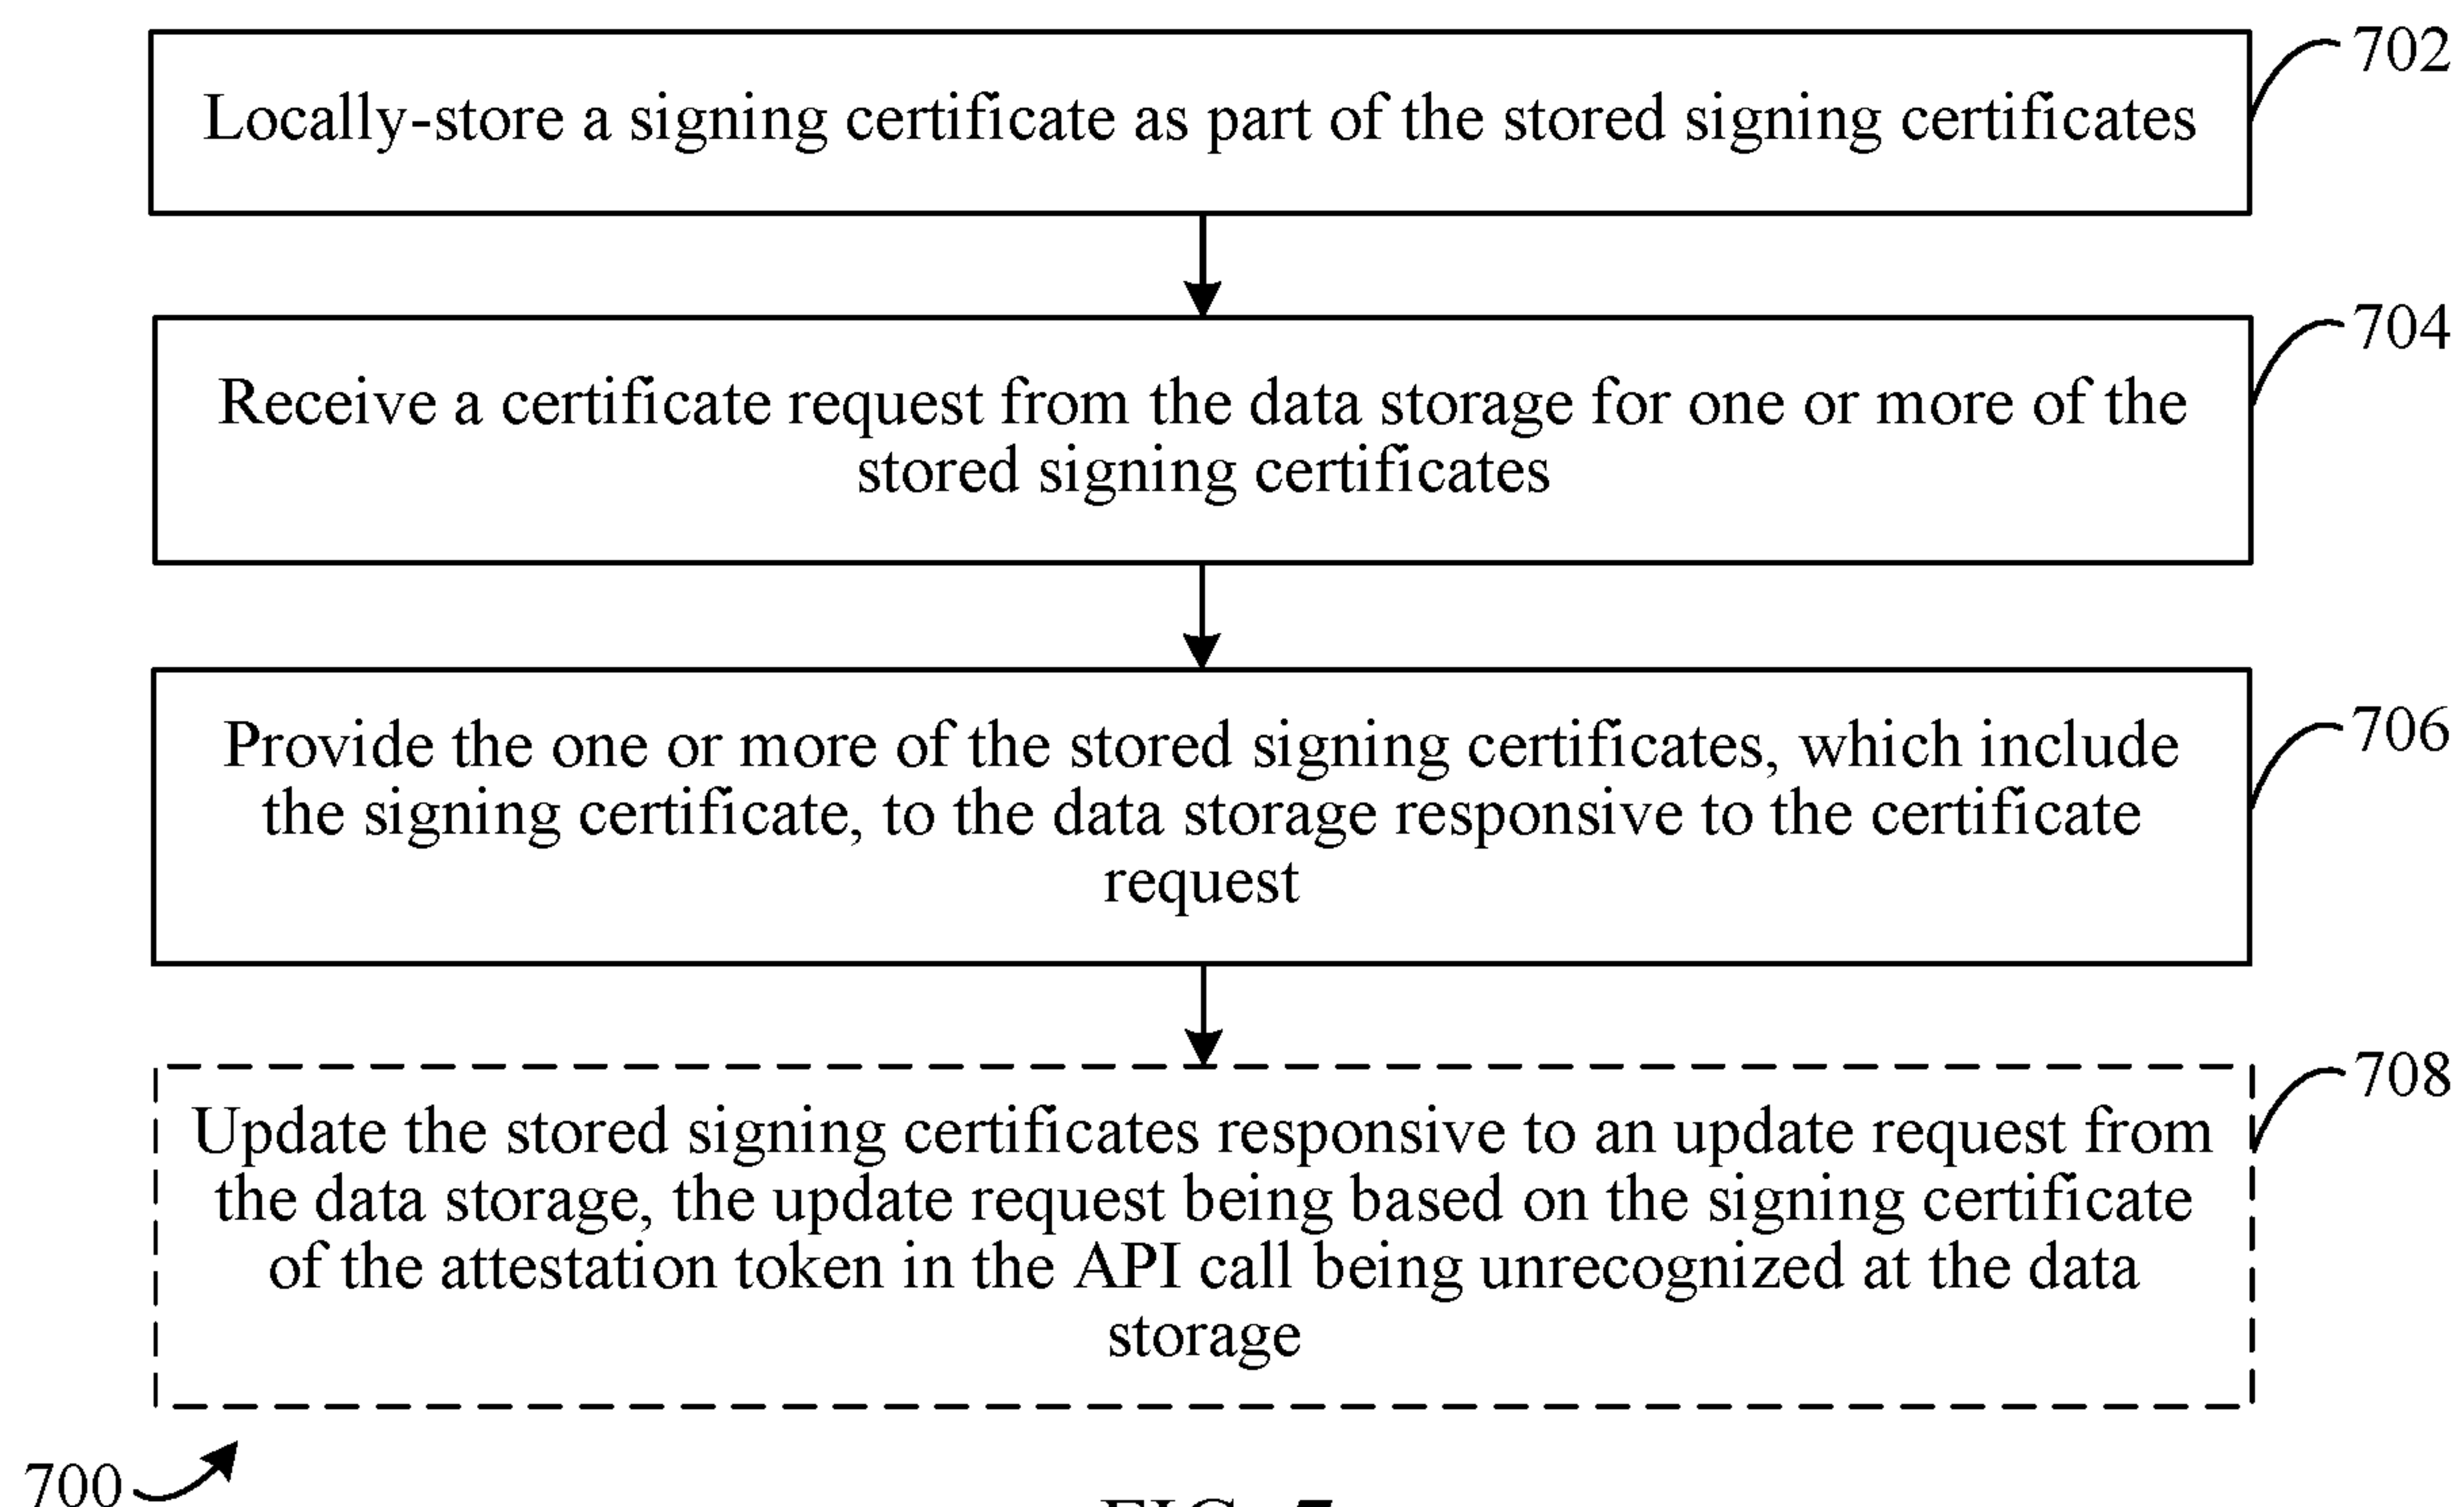 Locally-store a signing certificate as part of the stored signing certificates
702
Receive a certificate request from the data storage for one or more of the
stored signing certificates
704
Provide the one or more of the stored signing certificates, which include
the signing certificate, to the data storage responsive to the certificate
request
706
Update the stored signing certificates responsive to an update request from
the data storage, the update request being based on the signing certificate
of the attestation token in the API call being unrecognized at the data
storage
708
700